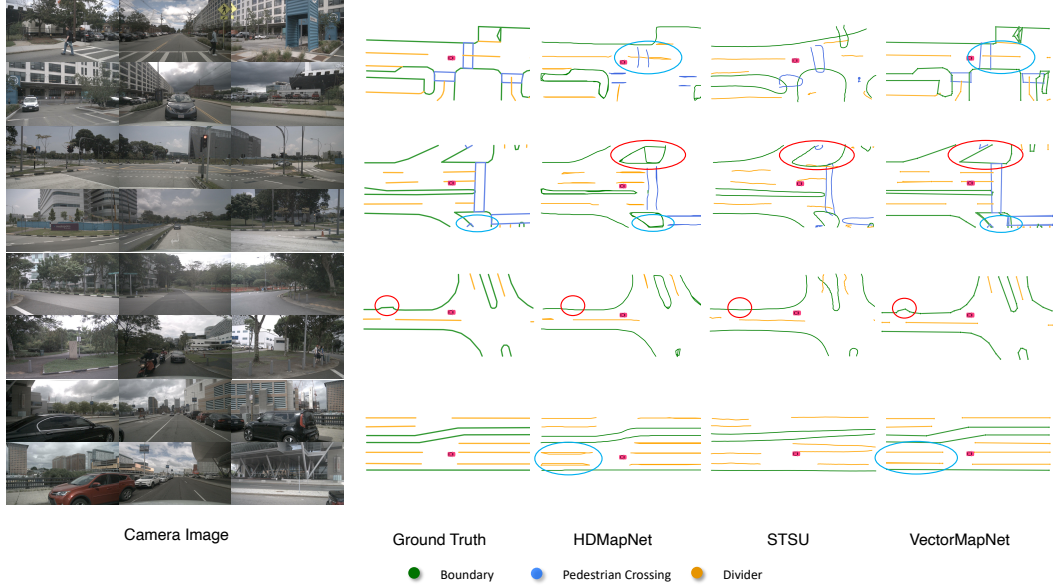 Camera Image
Ground Truth
HDMapNet
STSU
VectorMapNet
Boundary
Pedestrian Crossing
Divider